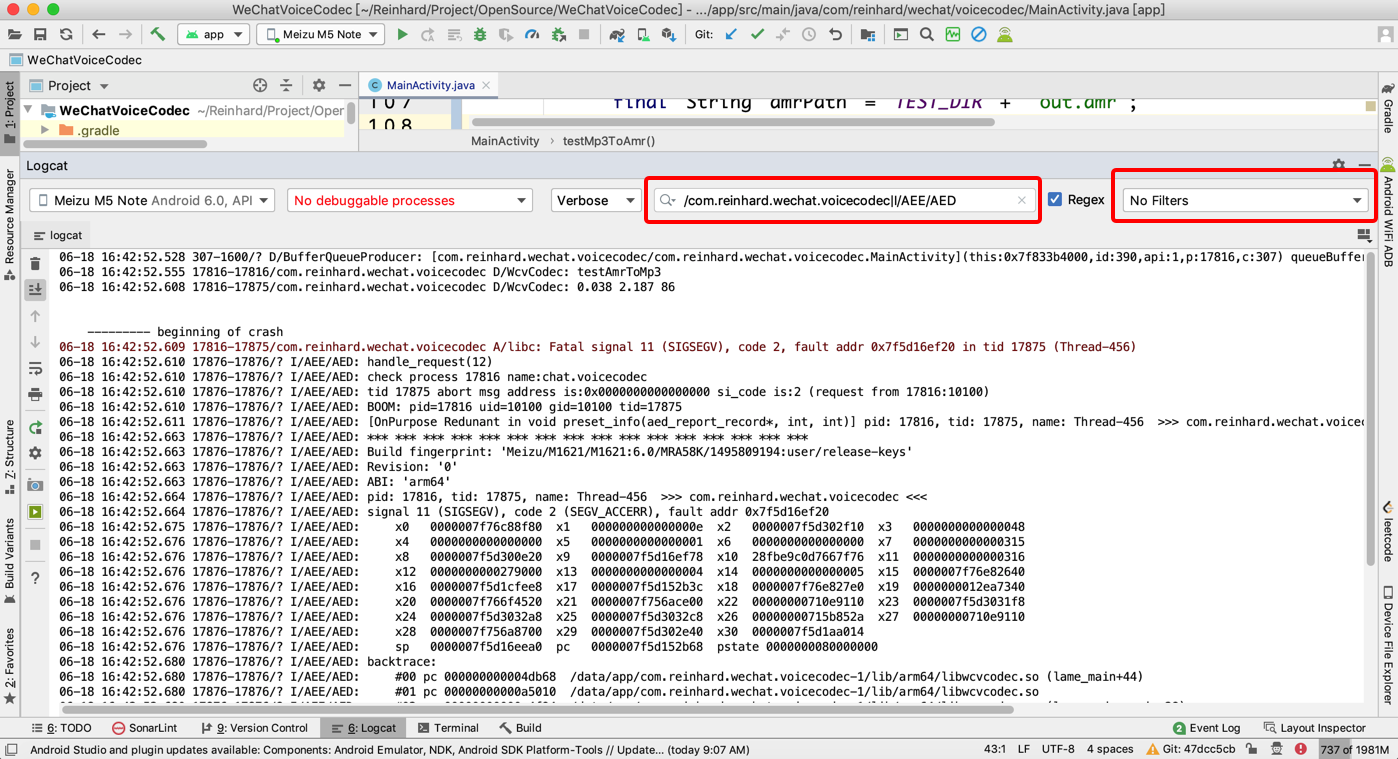 WeChatVoiceCodec [~/Reinhard/Project/OpenSource/WeChatVoiceCodec] – .../app/src/main/java/com/reinhard/wechat/voicecodec/MainActivity.java [app]
app
Meizu M5 Note
Git:
WeChatVoiceCodec
1: Project
Resource Manager
Z: Structure
Build Variants
2: Favorites
Project
MainActivity.java
WeChatVoiceCodec ~/Reinhard/Project/Oper
.gradle
107
final String amrPath = TEST_DIR + "out.amr";
108
MainActivity › testMp3ToAmr()
Gradle
Android WiFi ADB
leetcode
Device File Explorer
Logcat
Meizu M5 Note Android 6.0, API
No debuggable processes
Verbose
/com.reinhard.wechat.voicecodec|I/AEE/AED
Regex
No Filters
logcat
06-18 16:42:52.528 307-1600/? D/BufferQueueProducer: [com.reinhard.wechat.voicecodec/com.reinhard.wechat.voicecodec.MainActivity](this:0x7f833b4000,id:390,api:1,p:17816,c:307) queueBuffer
06-18 16:42:52.555 17816-17816/com.reinhard.wechat.voicecodec D/WcvCodec: testAmrToMp3
06-18 16:42:52.608 17816-17875/com.reinhard.wechat.voicecodec D/WcvCodec: 0.038 2.187 86
--------- beginning of crash
06-18 16:42:52.609 17816-17875/com.reinhard.wechat.voicecodec A/libc: Fatal signal 11 (SIGSEGV), code 2, fault addr 0x7f5d16ef20 in tid 17875 (Thread-456)
06-18 16:42:52.610 17876-17876/? I/AEE/AED: handle_request(12)
06-18 16:42:52.610 17876-17876/? I/AEE/AED: check process 17816 name:chat.voicecodec
06-18 16:42:52.610 17876-17876/? I/AEE/AED: tid 17875 abort msg address is:0x0000000000000000 si_code is:2 (request from 17816:10100)
06-18 16:42:52.610 17876-17876/? I/AEE/AED: BOOM: pid=17816 uid=10100 gid=10100 tid=17875
06-18 16:42:52.611 17876-17876/? I/AEE/AED: [OnPurpose Redunant in void preset_info(aed_report_record*, int, int)] pid: 17816, tid: 17875, name: Thread-456 >>> com.reinhard.wechat.voicec
06-18 16:42:52.663 17876-17876/? I/AEE/AED: *** *** *** *** *** *** *** *** *** *** *** *** *** *** *** ***
06-18 16:42:52.663 17876-17876/? I/AEE/AED: Build fingerprint: 'Meizu/M1621/M1621:6.0/MRA58K/1495809194:user/release-keys'
06-18 16:42:52.663 17876-17876/? I/AEE/AED: Revision: '0'
06-18 16:42:52.663 17876-17876/? I/AEE/AED: ABI: 'arm64'
06-18 16:42:52.664 17876-17876/? I/AEE/AED: pid: 17816, tid: 17875, name: Thread-456 >>> com.reinhard.wechat.voicecodec <<<
06-18 16:42:52.664 17876-17876/? I/AEE/AED: signal 11 (SIGSEGV), code 2 (SEGV_ACCERR), fault addr 0x7f5d16ef20
06-18 16:42:52.675 17876-17876/? I/AEE/AED: x0 0000007f76c88f80 x1 000000000000000e x2 0000007f5d302f10 x3 0000000000000048
06-18 16:42:52.676 17876-17876/? I/AEE/AED: x4 0000000000000000 x5 0000000000000001 x6 0000000000000000 x7 0000000000000315
06-18 16:42:52.676 17876-17876/? I/AEE/AED: x8 0000007f5d300e20 x9 0000007f5d16ef78 x10 28fbe9c0d7667f76 x11 0000000000000316
06-18 16:42:52.676 17876-17876/? I/AEE/AED: x12 0000000000279000 x13 0000000000000004 x14 0000000000000005 x15 0000007f76e82640
06-18 16:42:52.676 17876-17876/? I/AEE/AED: x16 0000007f5d1cfee8 x17 0000007f5d152b3c x18 0000007f76e827e0 x19 0000000012ea7340
06-18 16:42:52.676 17876-17876/? I/AEE/AED: x20 0000007f766f4520 x21 0000007f756ace00 x22 00000000710e9110 x23 0000007f5d3031f8
06-18 16:42:52.676 17876-17876/? I/AEE/AED: x24 0000007f5d3032a8 x25 0000007f5d3032c8 x26 00000000715b852a x27 00000000710e9110
06-18 16:42:52.676 17876-17876/? I/AEE/AED: x28 0000007f756a8700 x29 0000007f5d302e40 x30 0000007f5d1aa014
06-18 16:42:52.676 17876-17876/? I/AEE/AED: sp 0000007f5d16eea0 pc 0000007f5d152b68 pstate 0000000080000000
06-18 16:42:52.680 17876-17876/? I/AEE/AED: backtrace:
06-18 16:42:52.680 17876-17876/? I/AEE/AED: #00 pc 000000000004db68 /data/app/com.reinhard.wechat.voicecodec-1/lib/arm64/libwcvcodec.so (lame_main+44)
06-18 16:42:52.680 17876-17876/? I/AEE/AED: #01 pc 00000000000a5010 /data/app/com.reinhard.wechat.voicecodec-1/lib/arm64/libwcvcodec.so
6: TODO
SonarLint
9: Version Control
6: Logcat
Terminal
Build
2 Event Log
Layout Inspector
Android Studio and plugin updates available: Components: Android Emulator, NDK, Android SDK Platform-Tools // Update... (today 9:07 AM)
43:1 LF UTF-8 4 spaces Git: 47dcc5cb 737 of 1981M